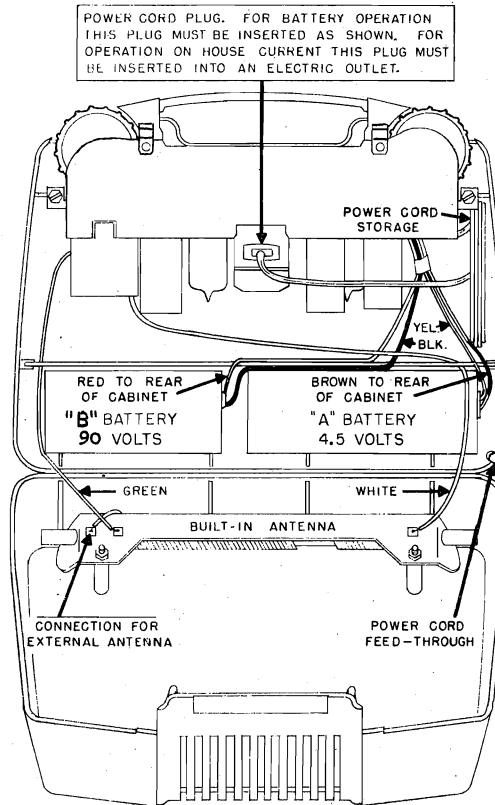 POWER CORD PLUG. FOR BATTERY OPERATION
THIS PLUG MUST BE INSERTED AS SHOWN. FOR
OPERATION ON HOUSE CURRENT THIS PLUG MUST
BE INSERTED INTO AN ELECTRIC OUTLET.
POWER CORD
STORAGE
YEL.
BLK.
RED TO REAR
OF CABINET
"B" BATTERY
90 VOLTS
BROWN TO REAR
OF CABINET
"A" BATTERY
4.5 VOLTS
GREEN
WHITE
BUILT-IN ANTENNA
CONNECTION FOR
EXTERNAL ANTENNA
POWER CORD
FEED-THROUGH